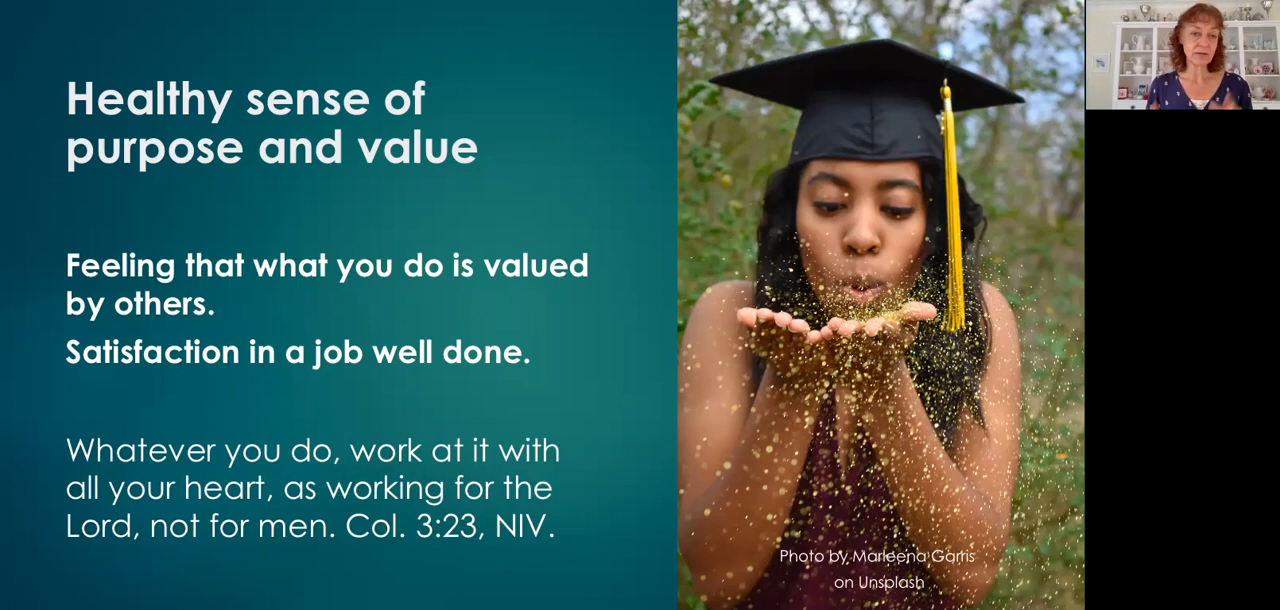 Healthy sense of
purpose and value
Feeling that what you do is valued
by others.
Satisfaction in a job well done.
Whatever you do, work at it with
all your heart, as working for the
Lord, not for men. Col. 3:23, NIV.
Photo by Marleena Garris
on Unsplash